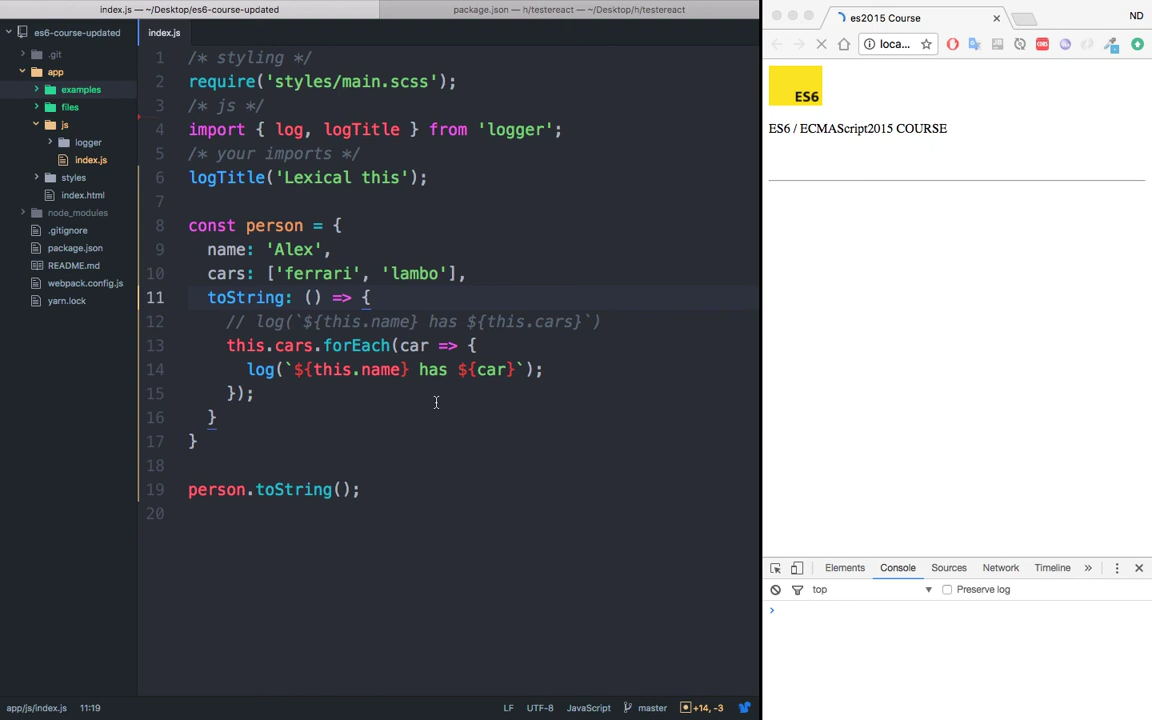 index.js — ~/Desktop/es6-course-updated
package.json — ~/Desktop/h/testereact
es6-course-updated
.git
app
examples
files
js
logger
index.js
styles
index.html
node_modules
.gitignore
package.json
README.md
webpack.config.js
yarn.lock
index.js
1 /* styling */
2 require('styles/main.scss');
3 /* js */
4 import { log, logTitle } from 'logger';
5 /* your imports */
6 logTitle('Lexical this');
7
8 const person = {
9 name: 'Alex',
10 cars: ['ferrari', 'lambo'],
11 toString: () => {
12 // log(`${this.name} has ${this.cars}`)
13 this.cars.forEach(car => {
14 log(`${this.name} has ${car}`);
15 });
16 }
17 }
18
19 person.toString();
20
app/js/index.js 11:19
LF UTF-8 JavaScript master +14, -3
es2015 Course
ND
loca...
ES6
ES6 / ECMAScript2015 COURSE
Elements Console Sources Network Timeline »
top ▼ Preserve log
>